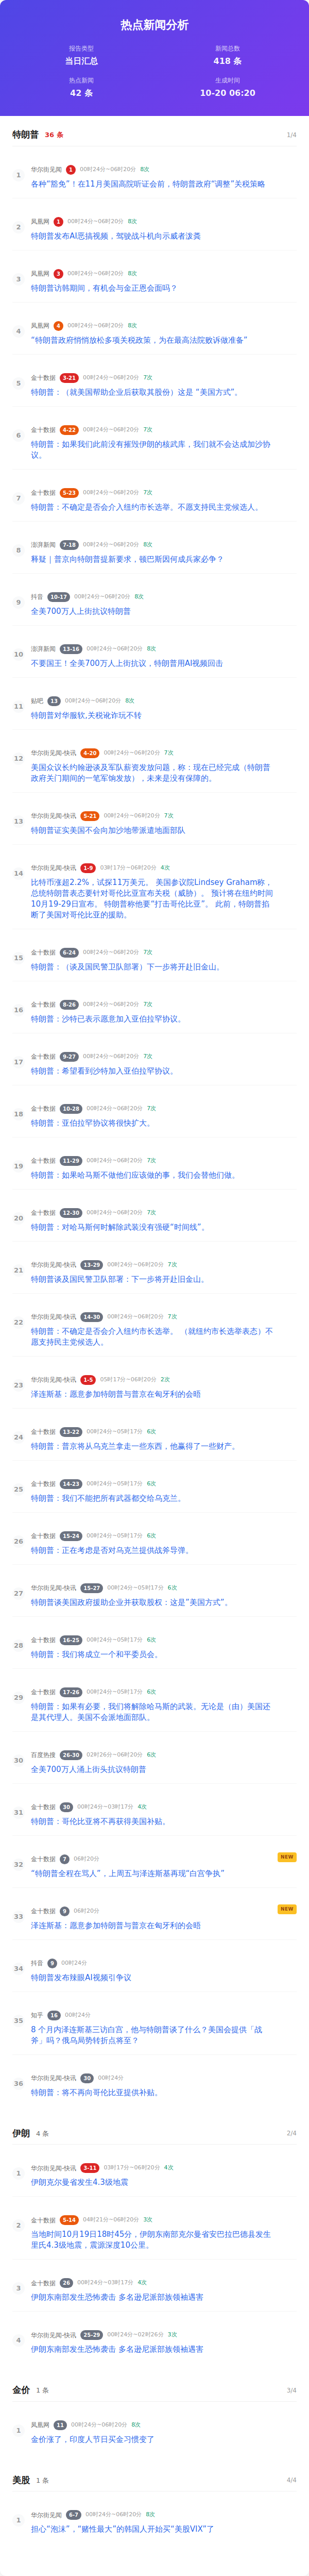 热点新闻分析
报告类型
新闻总数
当日汇总
418 条
热点新闻
生成时间
42 条
10-20 06:20
特朗普 36 条 1/4
1 华尔街见闻 1 00时24分~06时20分 8次
各种“豁免”！在11月美国高院听证会前，特朗普政府“调整”关税策略
2 凤凰网 1 00时24分~06时20分 8次
特朗普发布AI恶搞视频，驾驶战斗机向示威者泼粪
3 凤凰网 3 00时24分~06时20分 8次
特朗普访韩期间，有机会与金正恩会面吗？
4 凤凰网 4 00时24分~06时20分 8次
“特朗普政府悄悄放松多项关税政策，为在最高法院败诉做准备”
5 金十数据 3-21 00时24分~06时20分 7次
特朗普：（就美国帮助企业后获取其股份）这是 “美国方式”。
6 金十数据 4-22 00时24分~06时20分 7次
特朗普：如果我们此前没有摧毁伊朗的核武库，我们就不会达成加沙协
议。
7 金十数据 5-23 00时24分~06时20分 7次
特朗普：不确定是否会介入纽约市长选举。不愿支持民主党候选人。
8 澎湃新闻 7-18 00时24分~06时20分 8次
释疑｜普京向特朗普提新要求，顿巴斯因何成兵家必争？
9 抖音 10-17 00时24分~06时20分 8次
全美700万人上街抗议特朗普
10 澎湃新闻 13-16 00时24分~06时20分 8次
不要国王！全美700万人上街抗议，特朗普用AI视频回击
11 贴吧 13 00时24分~06时20分 8次
特朗普对华服软,关税讹诈玩不转
12 华尔街见闻-快讯 4-20 00时24分~06时20分 7次
美国众议长约翰逊谈及军队薪资发放问题，称：现在已经完成（特朗普
政府关门期间的一笔军饷发放），未来是没有保障的。
13 华尔街见闻-快讯 5-21 00时24分~06时20分 7次
特朗普证实美国不会向加沙地带派遣地面部队
14 华尔街见闻-快讯 1-9 03时17分~06时20分 4次
比特币涨超2.2%，试探11万美元。 美国参议院Lindsey Graham称，
总统特朗普表态要针对哥伦比亚宣布关税（威胁）。 预计将在纽约时间
10月19-29日宣布。 特朗普称他要“打击哥伦比亚”。 此前，特朗普掐
断了美国对哥伦比亚的援助。
15 金十数据 6-24 00时24分~06时20分 7次
特朗普：（谈及国民警卫队部署）下一步将开赴旧金山。
16 金十数据 8-26 00时24分~06时20分 7次
特朗普：沙特已表示愿意加入亚伯拉罕协议。
17 金十数据 9-27 00时24分~06时20分 7次
特朗普：希望看到沙特加入亚伯拉罕协议。
18 金十数据 10-28 00时24分~06时20分 7次
特朗普：亚伯拉罕协议将很快扩大。
19 金十数据 11-29 00时24分~06时20分 7次
特朗普：如果哈马斯不做他们应该做的事，我们会替他们做。
20 金十数据 12-30 00时24分~06时20分 7次
特朗普：对哈马斯何时解除武装没有强硬“时间线”。
21 华尔街见闻-快讯 13-29 00时24分~06时20分 7次
特朗普谈及国民警卫队部署：下一步将开赴旧金山。
22 华尔街见闻-快讯 14-30 00时24分~06时20分 7次
特朗普：不确定是否会介入纽约市长选举。 （就纽约市长选举表态）不
愿支持民主党候选人。
23 华尔街见闻-快讯 1-5 05时17分~06时20分 2次
泽连斯基：愿意参加特朗普与普京在匈牙利的会晤
24 金十数据 13-22 00时24分~05时17分 6次
特朗普：普京将从乌克兰拿走一些东西，他赢得了一些财产。
25 金十数据 14-23 00时24分~05时17分 6次
特朗普：我们不能把所有武器都交给乌克兰。
26 金十数据 15-24 00时24分~05时17分 6次
特朗普：正在考虑是否对乌克兰提供战斧导弹。
27 华尔街见闻-快讯 15-27 00时24分~05时17分 6次
特朗普谈美国政府援助企业并获取股权：这是“美国方式”。
28 金十数据 16-25 00时24分~05时17分 6次
特朗普：我们将成立一个和平委员会。
29 金十数据 17-26 00时24分~05时17分 6次
特朗普：如果有必要，我们将解除哈马斯的武装。无论是（由）美国还
是其代理人。美国不会派地面部队。
30 百度热搜 26-30 02时26分~06时20分 6次
全美700万人涌上街头抗议特朗普
31 金十数据 30 00时24分~03时17分 4次
特朗普：哥伦比亚将不再获得美国补贴。
32 金十数据 7 06时20分 NEW
“特朗普全程在骂人”，上周五与泽连斯基再现“白宫争执”
33 金十数据 9 06时20分 NEW
泽连斯基：愿意参加特朗普与普京在匈牙利的会晤
34 抖音 9 00时24分
特朗普发布辣眼AI视频引争议
35 知乎 16 00时24分
8 个月内泽连斯基三访白宫，他与特朗普谈了什么？美国会提供「战
斧」吗？俄乌局势转折点将至？
36 华尔街见闻-快讯 30 00时24分
特朗普：将不再向哥伦比亚提供补贴。
伊朗 4 条 2/4
1 华尔街见闻-快讯 3-11 03时17分~06时20分 4次
伊朗克尔曼省发生4.3级地震
2 金十数据 5-14 04时21分~06时20分 3次
当地时间10月19日18时45分，伊朗东南部克尔曼省安巴拉巴德县发生
里氏4.3级地震，震源深度10公里。
3 金十数据 26 00时24分~03时17分 4次
伊朗东南部发生恐怖袭击 多名逊尼派部族领袖遇害
4 华尔街见闻-快讯 25-29 00时24分~02时26分 3次
伊朗东南部发生恐怖袭击 多名逊尼派部族领袖遇害
金价 1 条 3/4
1 凤凰网 11 00时24分~06时20分 8次
金价涨了，印度人节日买金习惯变了
美股 1 条 4/4
1 华尔街见闻 6-7 00时24分~06时20分 8次
担心“泡沫”，“赌性最大”的韩国人开始买“美股VIX”了